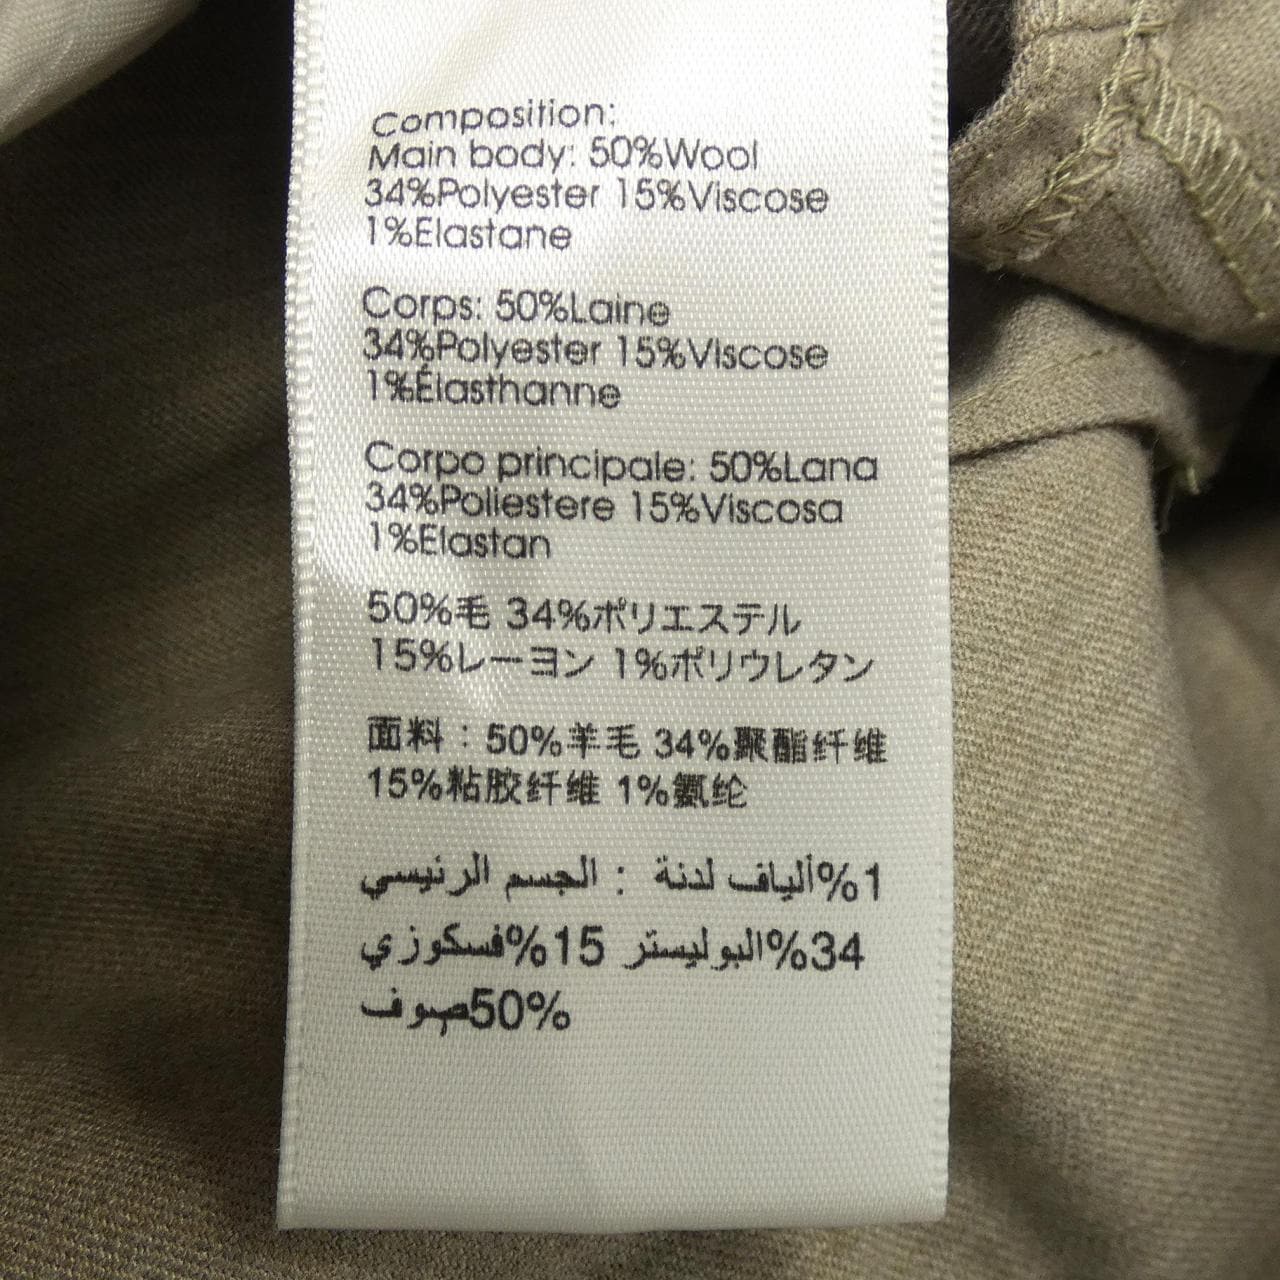 Composition:
Main body: 50%Wool
34%Polyester 15%Viscose
1%Elastane
Corps: 50%Laine
34%Polyester 15%Viscose
1%Élasthanne
Corpo principale: 50%Lana
34%Poliestere 15%Viscosa
1%Elastan
50%毛 34%ポリエステル
15%レーヨン 1%ポリウレタン
面料：50%羊毛 34%聚酯纤维
15%粘胶纤维 1%氨纶
1%ألياف لدنة : الجسم الرئيسي
34%البوليستر 15%فسكوزي
50%صوف